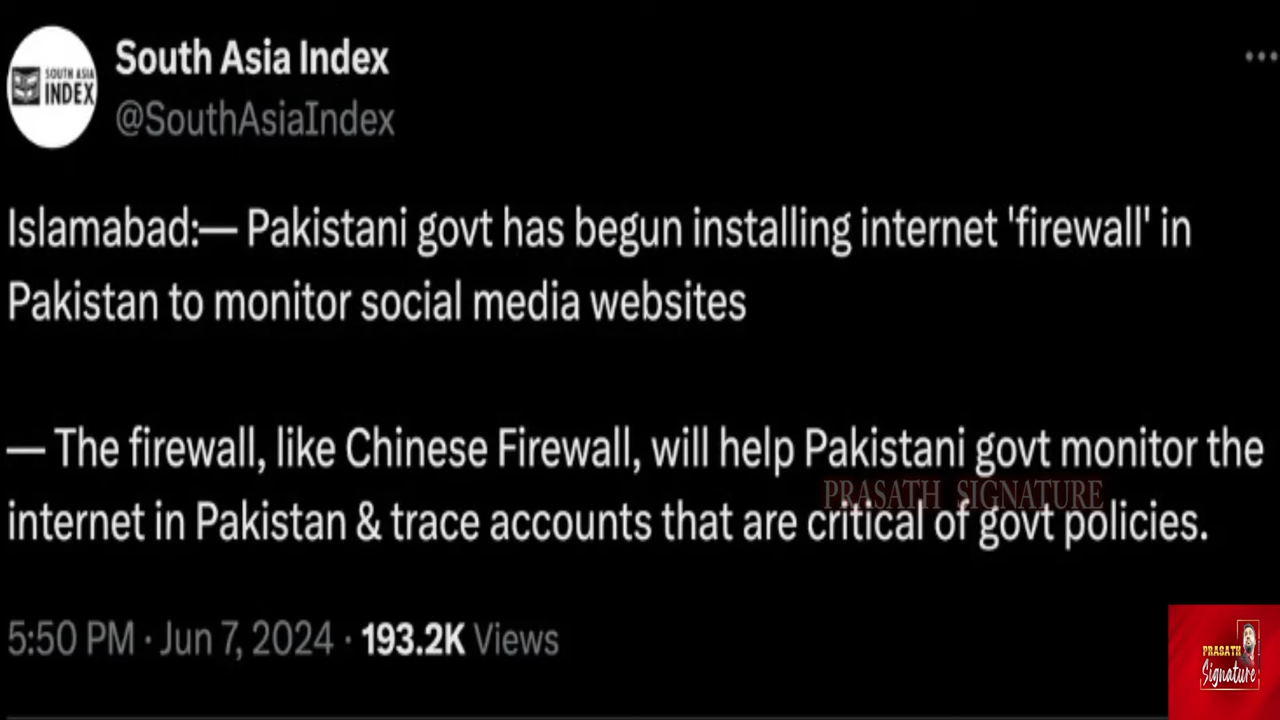 South Asia Index
SOUTH ASIA
INDEX
@SouthAsiaIndex
Islamabad:— Pakistani govt has begun installing internet 'firewall' in
Pakistan to monitor social media websites
— The firewall, like Chinese Firewall, will help Pakistani govt monitor the
PRASATH SIGNATURE
internet in Pakistan & trace accounts that are critical of govt policies.
5:50 PM · Jun 7, 2024 · 193.2K Views
PRASATH
Signature